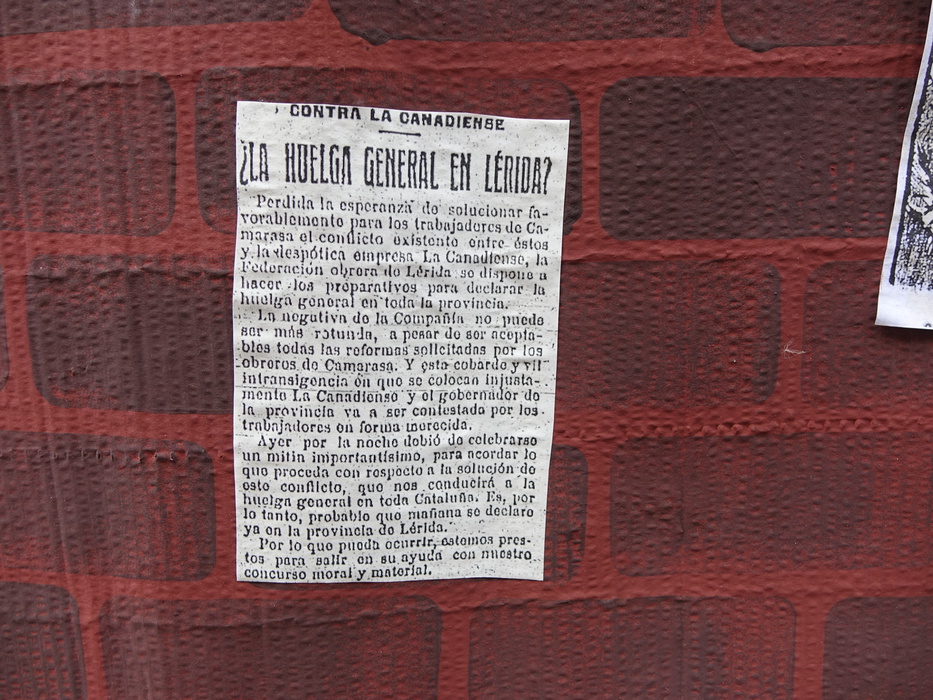 CONTRA LA CANADIENSE
¿LA HUELGA GENERAL EN LÉRIDA?
Perdida la esperanza de solucionar fa-
vorablemente para los trabajadores de Ca-
marasa el conflicto existente entre éstos
y la despótica empresa La Canadiense, la
Federación obrera de Lérida se dispone a
hacer los preparativos para declarar la
huelga general en toda la provincia.
La negativa de la Compañía no puede
ser más rotunda, a pesar de ser acepta-
bles todas las reformas solicitadas por los
obreros de Camarasa. Y esta cobarde y vil
intransigencia en que se colocan injusta-
mente La Canadiense y el gobernador de
la provincia va a ser contestada por los
trabajadores en forma merecida.
Ayer por la noche debió de celebrarse
un mitin importantísimo, para acordar lo
que proceda con respecto a la solución de
este conflicto, que nos conducirá a la
huelga general en toda Cataluña. Es, por
lo tanto, probable que mañana se declare
ya en la provincia de Lérida.
Por lo que pueda ocurrir, estemos pres-
tos para salir en su ayuda con nuestro
concurso moral y material.